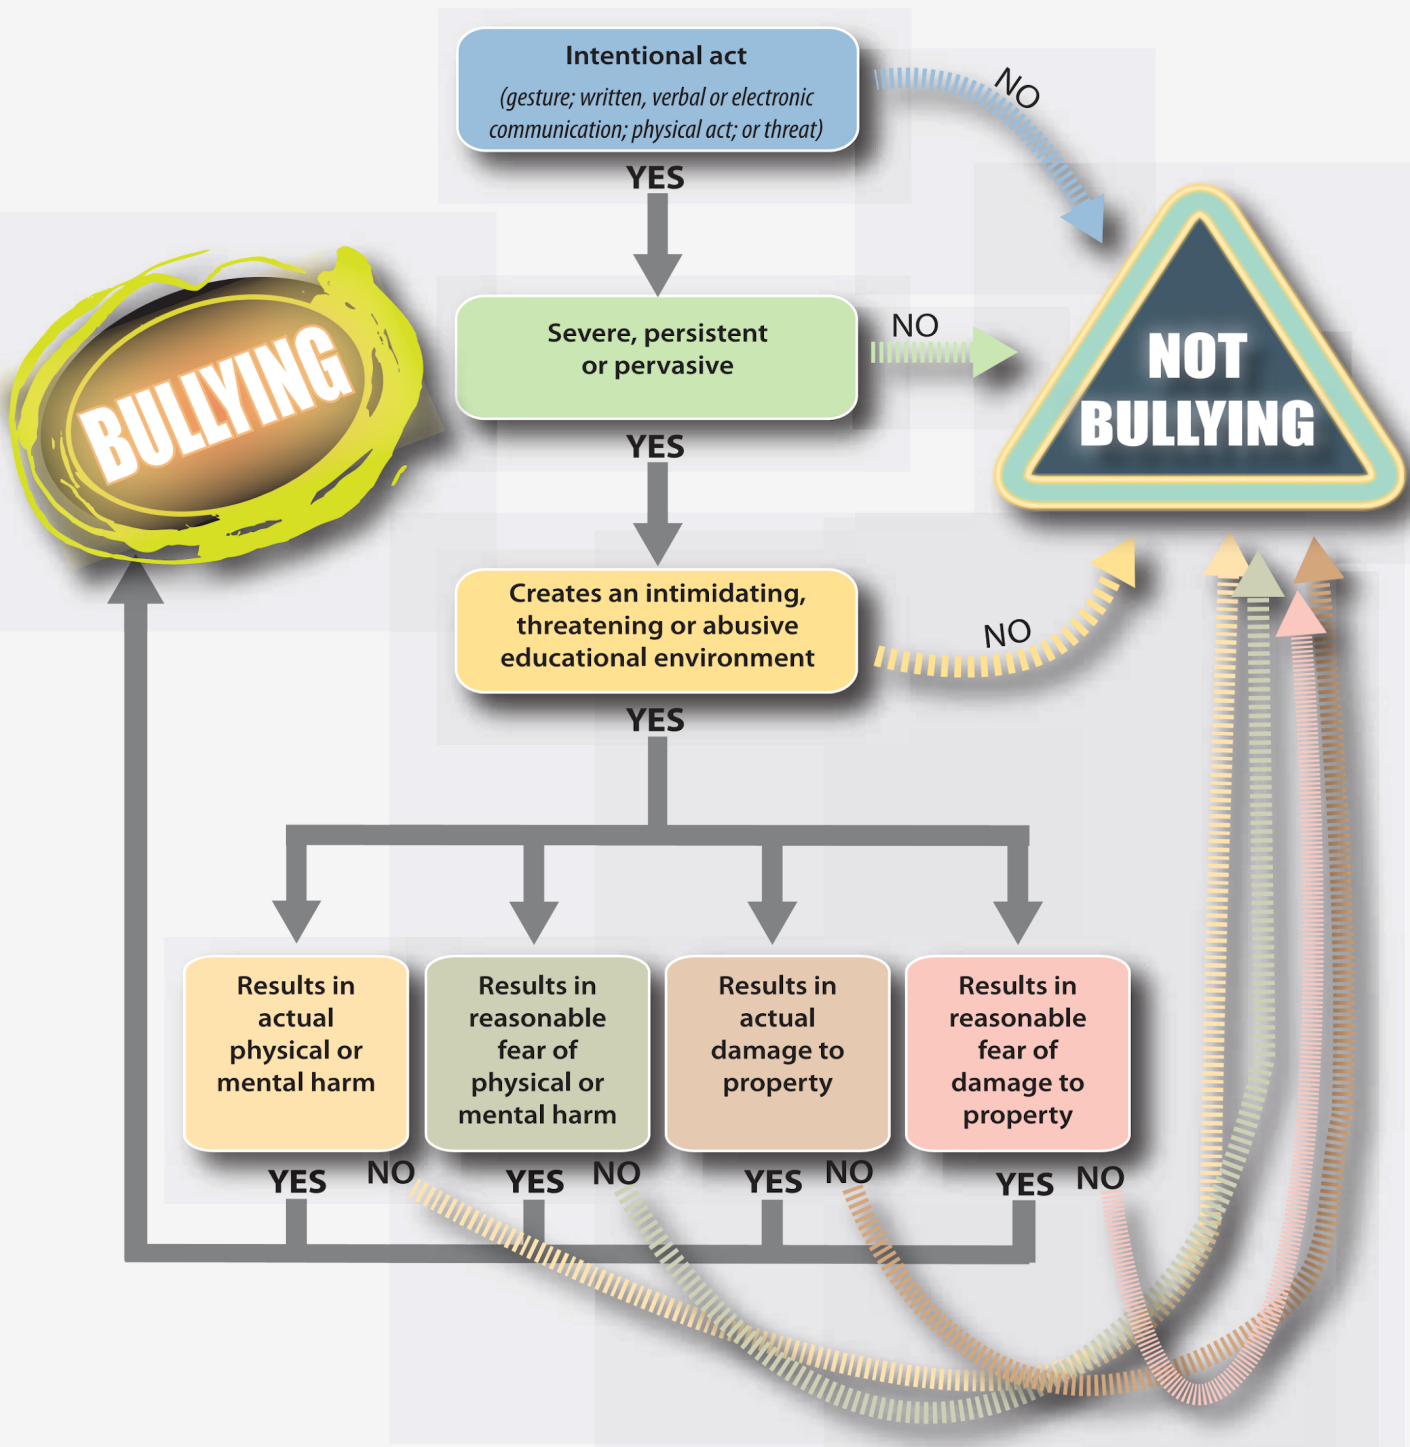 Intentional act
(gesture; written, verbal or electronic
communication; physical act; or threat)
NO
YES
BULLYING
Severe, persistent
or pervasive
NO
NOT
BULLYING
YES
Creates an intimidating,
threatening or abusive
educational environment
NO
YES
Results in
actual
physical or
mental harm
Results in
reasonable
fear of
physical or
mental harm
Results in
actual
damage to
property
Results in
reasonable
fear of
damage to
property
YES NO
YES NO
YES NO
YES NO